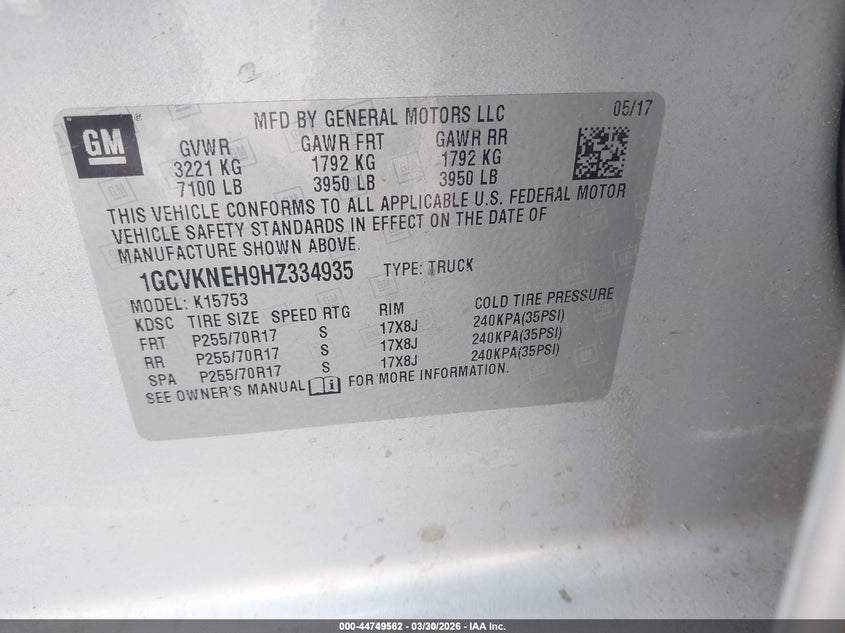 GM
MFD BY GENERAL MOTORS LLC 05/17
GVWR GAWR FRT GAWR RR
3221 KG 1792 KG 1792 KG
7100 LB 3950 LB 3950 LB
THIS VEHICLE CONFORMS TO ALL APPLICABLE U.S. FEDERAL MOTOR
VEHICLE SAFETY STANDARDS IN EFFECT ON THE DATE OF
MANUFACTURE SHOWN ABOVE.
1GCVKNEH9HZ334935 TYPE: TRUCK
MODEL: K15753
KDSC TIRE SIZE SPEED RTG RIM COLD TIRE PRESSURE
FRT P255/70R17 S 17X8J 240KPA(35PSI)
RR P255/70R17 S 17X8J 240KPA(35PSI)
SPA P255/70R17 S 17X8J 240KPA(35PSI)
SEE OWNER'S MANUAL FOR MORE INFORMATION.
000-44749562 - 03/30/2026 - IAA Inc.